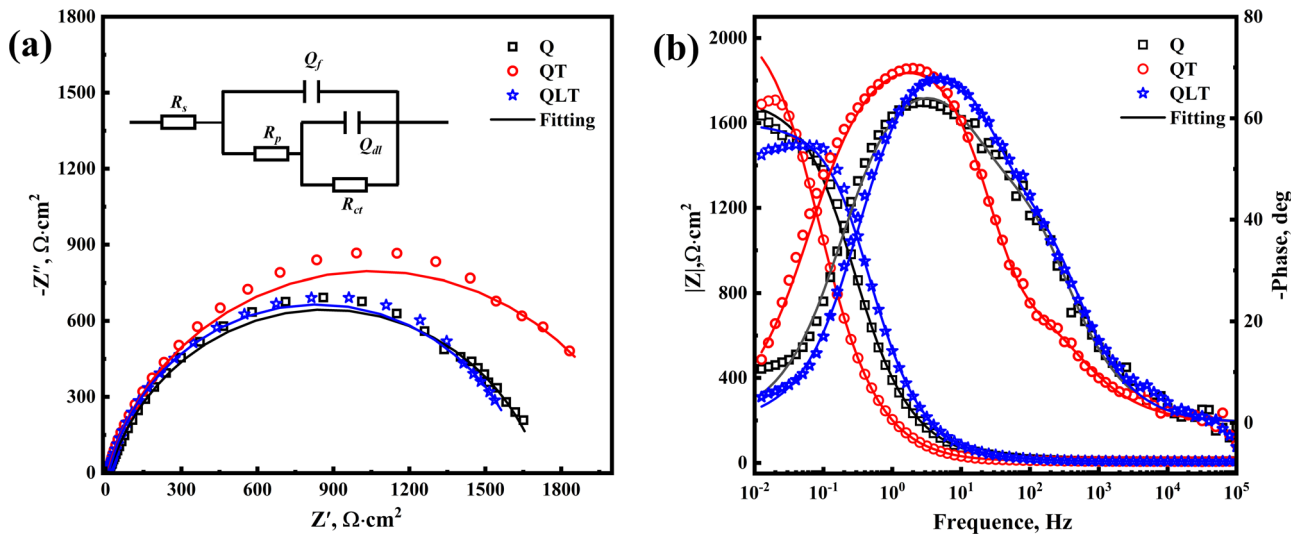 (a)
1800
1500
1200
900
600
300
0
-Z″, Ω·cm²
0 300 600 900 1200 1500 1800
Z′, Ω·cm²
Q
QT
QLT
Fitting
Rs
Qf
Rp
Qdl
Rct
(b)
2000
1600
1200
800
400
0
|Z|,Ω·cm²
80
60
40
20
0
-Phase, deg
10⁻² 10⁻¹ 10⁰ 10¹ 10² 10³ 10⁴ 10⁵
Frequence, Hz
Q
QT
QLT
Fitting